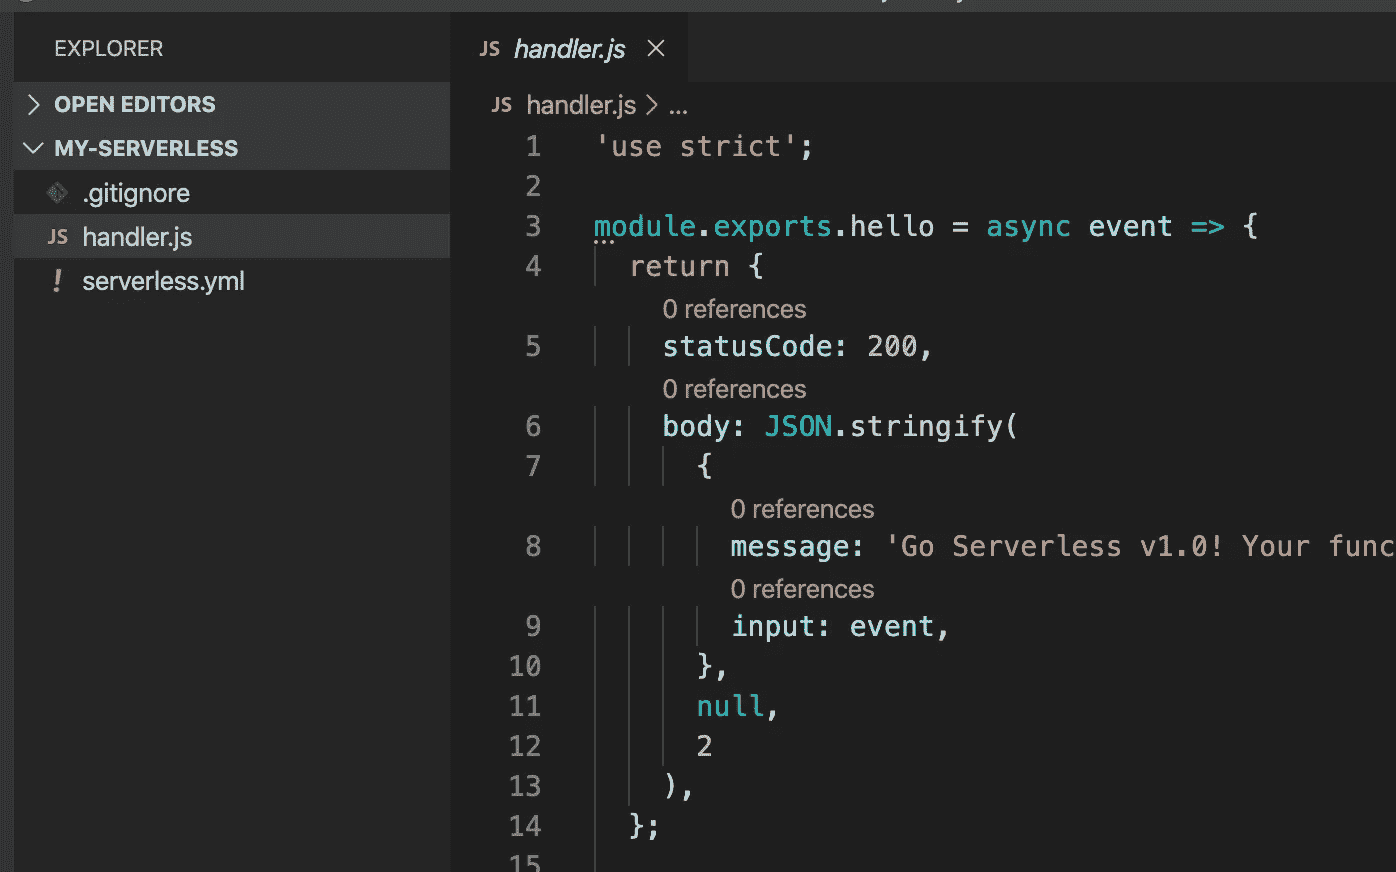 EXPLORER
OPEN EDITORS
MY-SERVERLESS
.gitignore
JS handler.js
! serverless.yml
JS handler.js ×
JS handler.js > ...
1 'use strict';
2
3 module.exports.hello = async event => {
4 return {
0 references
5 statusCode: 200,
0 references
6 body: JSON.stringify(
7 {
0 references
8 message: 'Go Serverless v1.0! Your func
0 references
9 input: event,
10 },
11 null,
12 2
13 ),
14 };
15